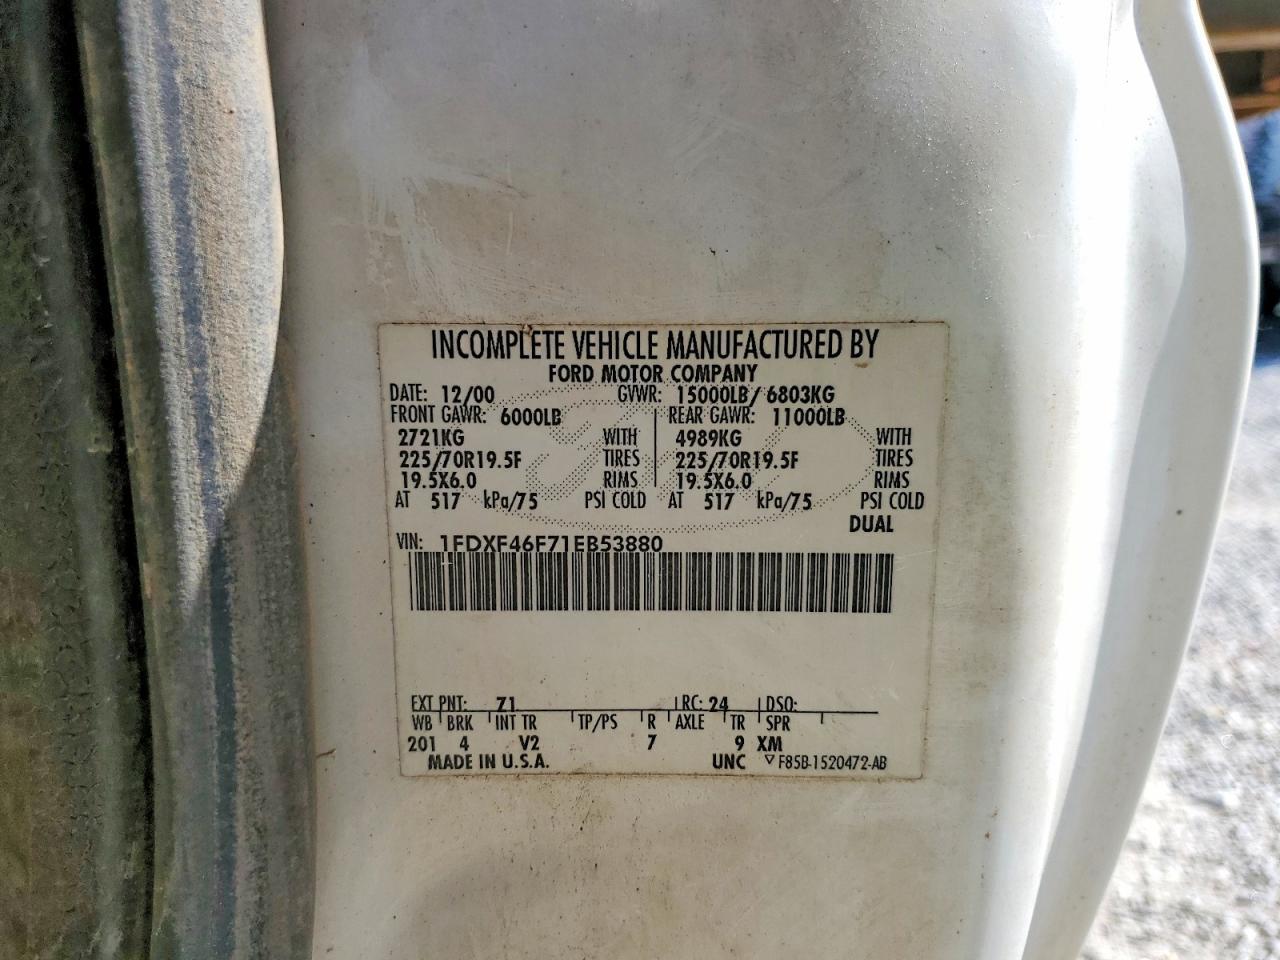 INCOMPLETE VEHICLE MANUFACTURED BY
FORD MOTOR COMPANY
DATE: 12/00 GVWR: 15000LB/ 6803KG
FRONT GAWR: 6000LB REAR GAWR: 11000LB
2721KG WITH 4989KG WITH
225/70R19.5F TIRES 225/70R19.5F TIRES
19.5X6.0 RIMS 19.5X6.0 RIMS
AT 517 kPa/75 PSI COLD AT 517 kPa/75 PSI COLD
DUAL
VIN: 1FDXF46F71EB53880
EXT PNT: Z1 RC: 24 DSO:
WB BRK INT TR TP/PS R AXLE TR SPR
201 4 V2 7 9 XM
MADE IN U.S.A. UNC F85B-1520472-AB